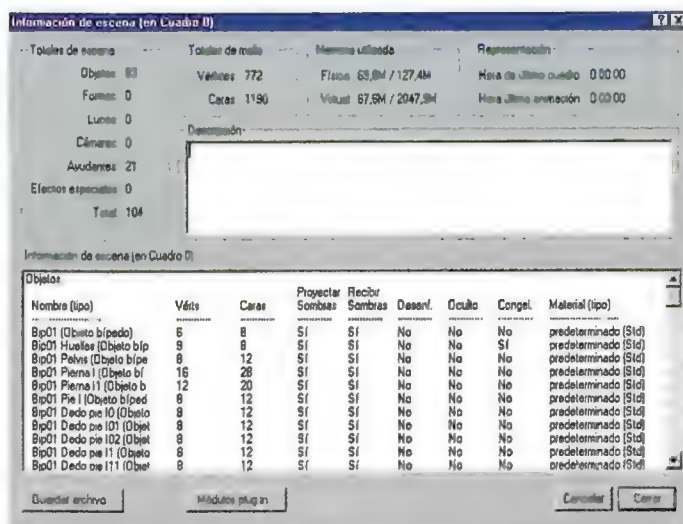 Información de escena (en Cuadro 0)
Totales de escena
Objetos 83
Formas 0
Luces 0
Cámaras 0
Ayudantes 21
Efectos especiales 0
Total 104
Totales de malla
Vértices 772
Caras 1190
Memoria utilizada
Física 69,8M / 127,4M
Virtual 67,6M / 2047,9M
Representación
Hora de último cuadro 0:00:00
Hora última animación 0:00:00
Descripción
Información de escena (en Cuadro 0)
Objetos
Nombre (tipo) Vérts Caras Proyectar Sombras Recibir Sombras Desanf. Oculto Congel. Material (tipo)
Bip01 (Objeto bípedo) 6 8 Sí Sí No No No predeterminado (Std)
Bip01 Huellas (Objeto bíp 9 8 Sí Sí No No Sí predeterminado (Std)
Bip01 Pelvis (Objeto bípe 8 12 Sí Sí No No No predeterminado (Std)
Bip01 Pierna I (Objeto bí 16 28 Sí Sí No No No predeterminado (Std)
Bip01 Pierna I1 (Objeto b 12 20 Sí Sí No No No predeterminado (Std)
Bip01 Pie I (Objeto bíped 8 12 Sí Sí No No No predeterminado (Std)
Bip01 Dedo pie I0 (Objeto 8 12 Sí Sí No No No predeterminado (Std)
Bip01 Dedo pie I01 (Objet 8 12 Sí Sí No No No predeterminado (Std)
Bip01 Dedo pie I02 (Objet 8 12 Sí Sí No No No predeterminado (Std)
Bip01 Dedo pie I1 (Objeto 8 12 Sí Sí No No No predeterminado (Std)
Bip01 Dedo pie I11 (Objet 8 12 Sí Sí No No No predeterminado (Std)
Guardar archivo Módulos plug in Cancelar Cerrar